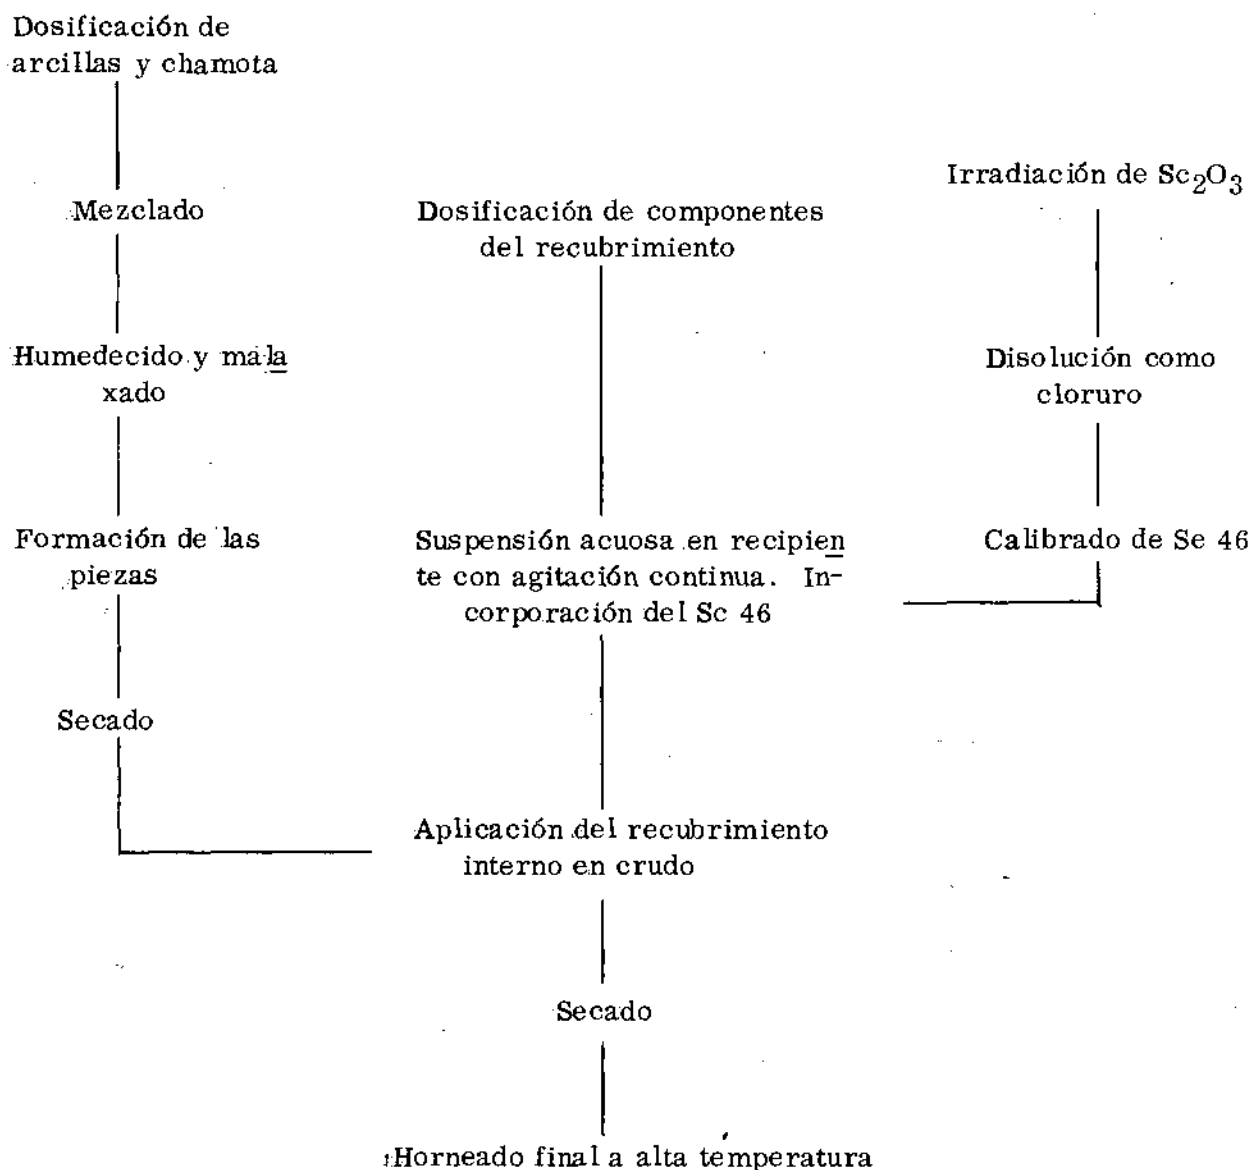 Dosificación de
arcillas y chamota
Mezclado
Humedecido y mala
xado
Formación de las
piezas
Secado
Dosificación de componentes
del recubrimiento
Suspensión acuosa en recipien
te con agitación continua. In-
corporación del Sc 46
Irradiación de Sc₂O₃
Disolución como
cloruro
Calibrado de Se 46
Aplicación del recubrimiento
interno en crudo
Secado
Horneado final a alta temperatura